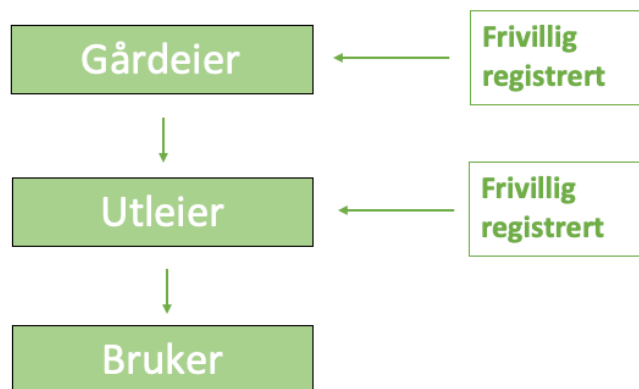 Gårdeier
Frivillig
registrert
Utleier
Frivillig
registrert
Bruker